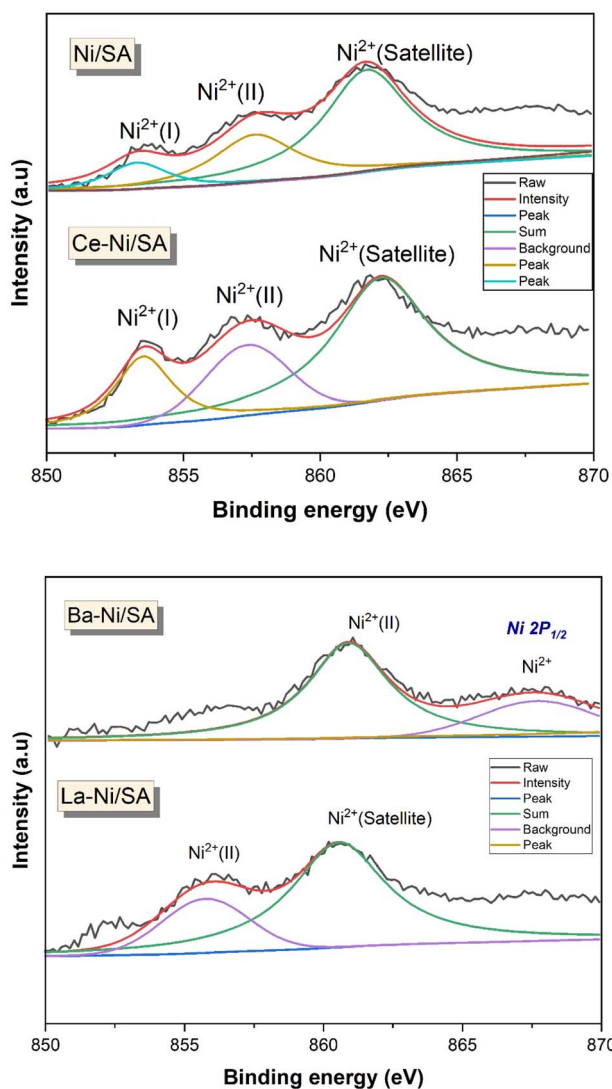 Ni/SA
Ni²⁺(Satellite)
Ni²⁺(II)
Ni²⁺(I)
Raw
Intensity
Peak
Sum
Background
Peak
Peak
Ce-Ni/SA
Ni²⁺(Satellite)
Ni²⁺(II)
Ni²⁺(I)
Intensity (a.u)
850 855 860 865 870
Binding energy (eV)
Ba-Ni/SA
Ni²⁺(II)
Ni 2P₁/₂
Ni²⁺
Raw
Intensity
Peak
Sum
Background
Peak
La-Ni/SA
Ni²⁺(Satellite)
Ni²⁺(II)
Intensity (a.u)
850 855 860 865 870
Binding energy (eV)